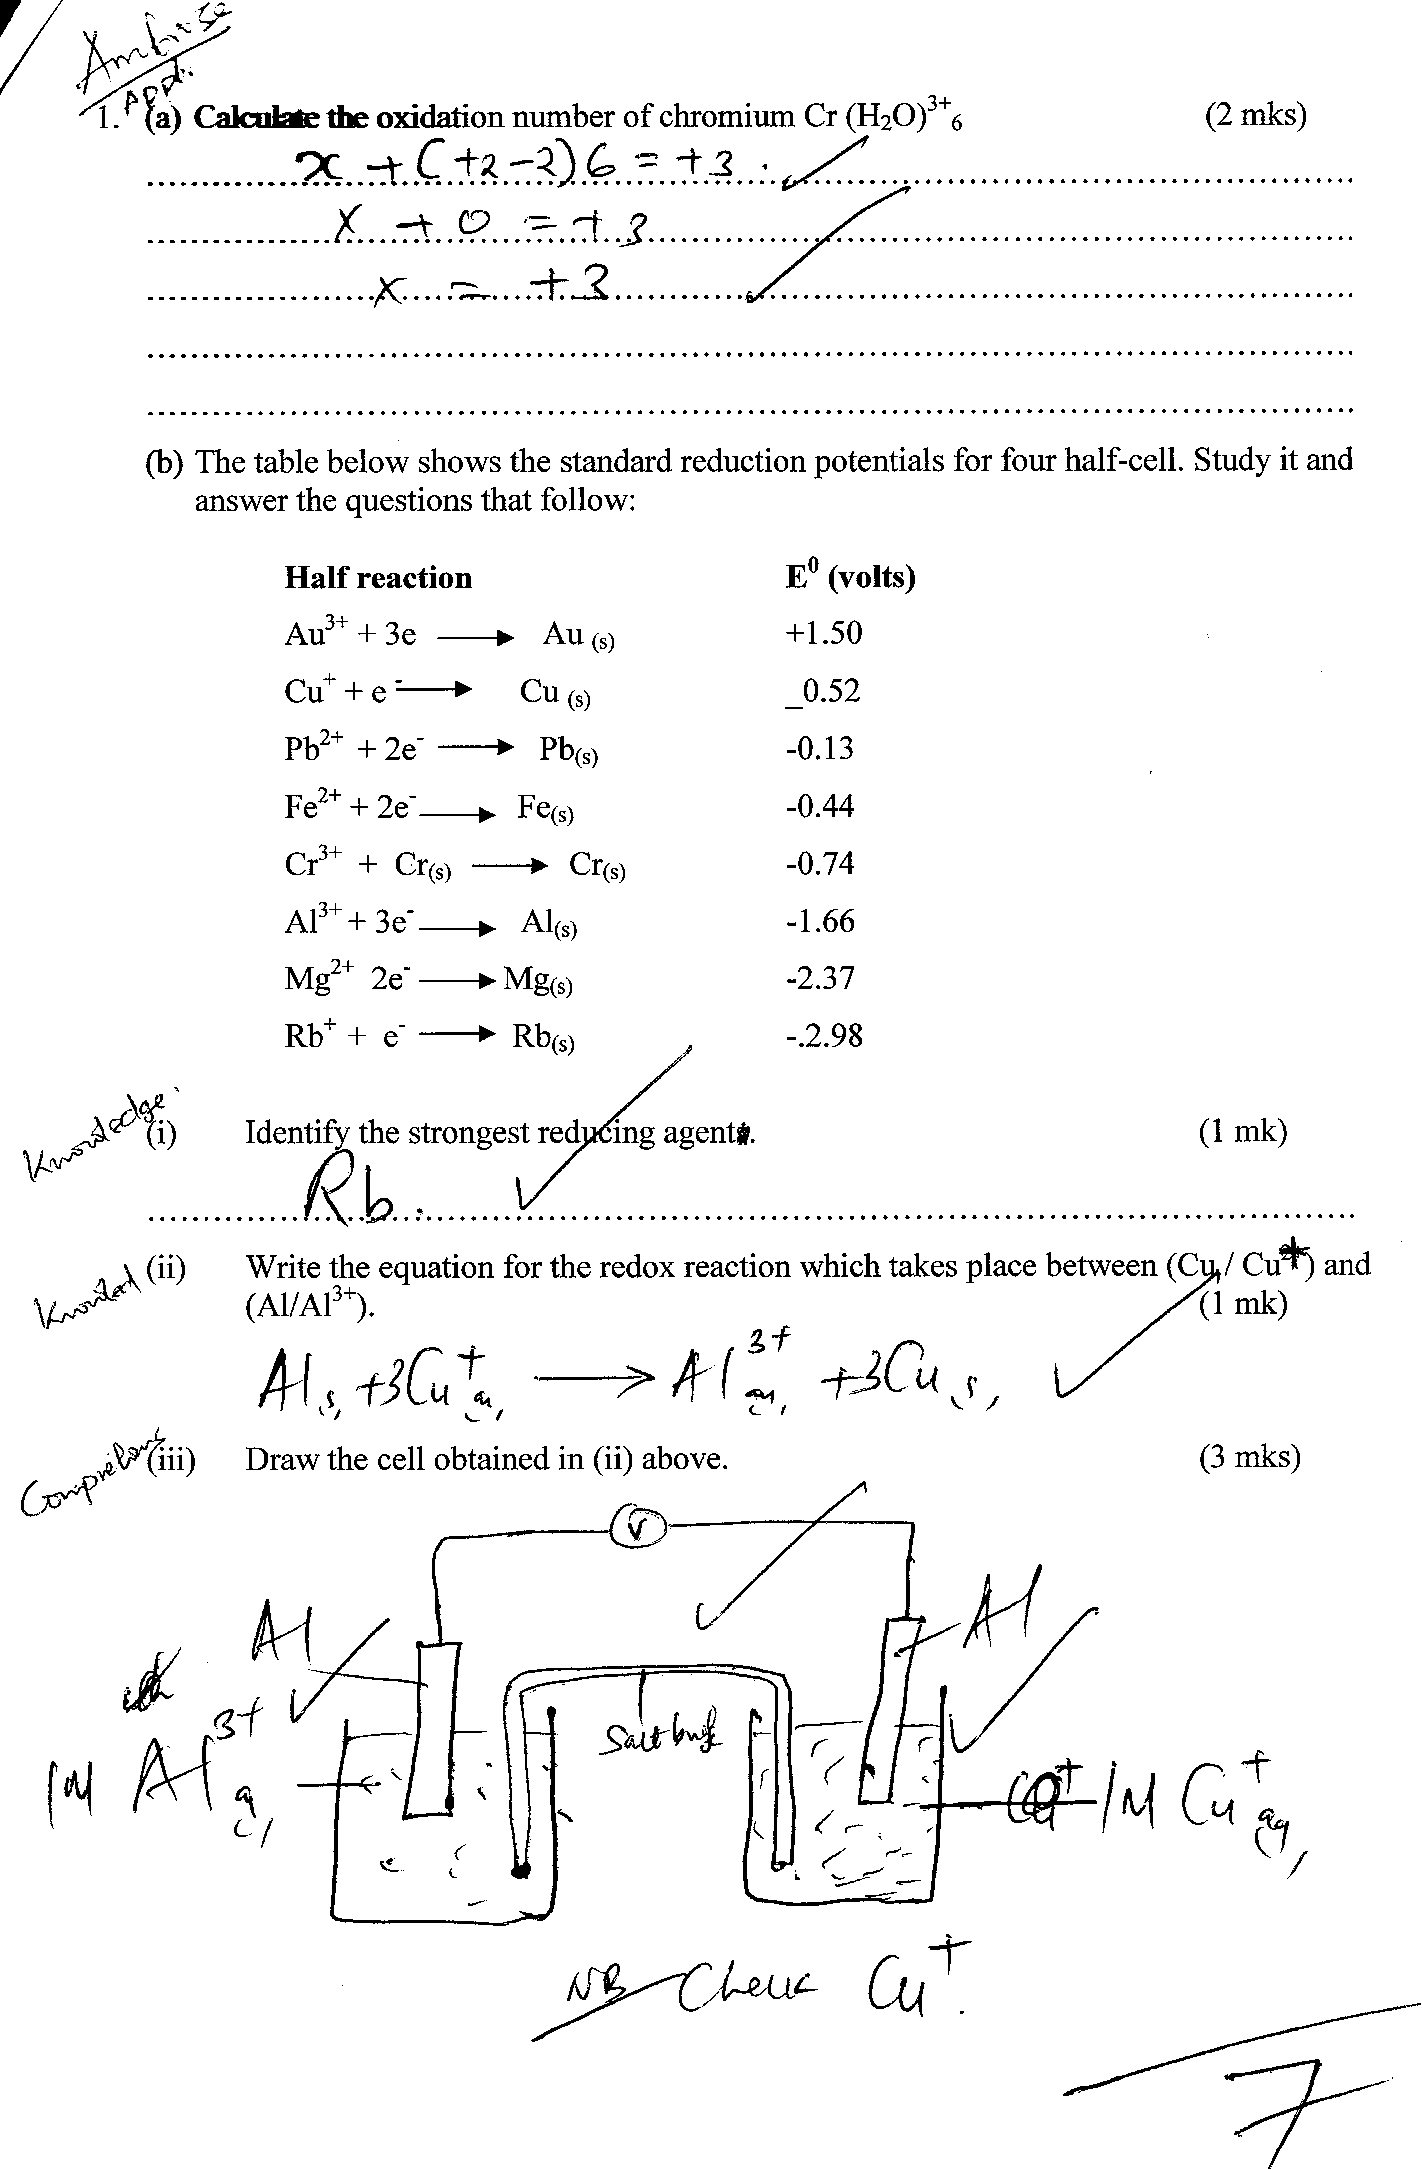 Ambrose
Appl.
1. (a) Calculate the oxidation number of chromium Cr (H₂O)³⁺₆ (2 mks)
x + (+2 -2)6 = +3.
x + 0 = +3
x = +3
(b) The table below shows the standard reduction potentials for four half-cell. Study it and
answer the questions that follow:
Half reaction E⁰ (volts)
Au³⁺ + 3e → Au (s) +1.50
Cu⁺ + e⁻ → Cu (s) _0.52
Pb²⁺ + 2e⁻ → Pb(s) -0.13
Fe²⁺ + 2e⁻ → Fe(s) -0.44
Cr³⁺ + Cr(s) → Cr(s) -0.74
Al³⁺ + 3e⁻ → Al(s) -1.66
Mg²⁺ 2e⁻ → Mg(s) -2.37
Rb⁺ + e⁻ → Rb(s) -.2.98
Knowledge.
(i) Identify the strongest reducing agent. (1 mk)
Rb.
(ii) Write the equation for the redox reaction which takes place between (Cu/ Cu⁺) and
(Al/Al³⁺). (1 mk)
Al(s) + 3Cu⁺(aq) → Al³⁺(aq) + 3Cu(s)
(iii) Draw the cell obtained in (ii) above. (3 mks)
V
Al Al
Salt
1M Al³⁺(aq) 1M Cu⁺(aq)
NB Check Cu⁺.
7